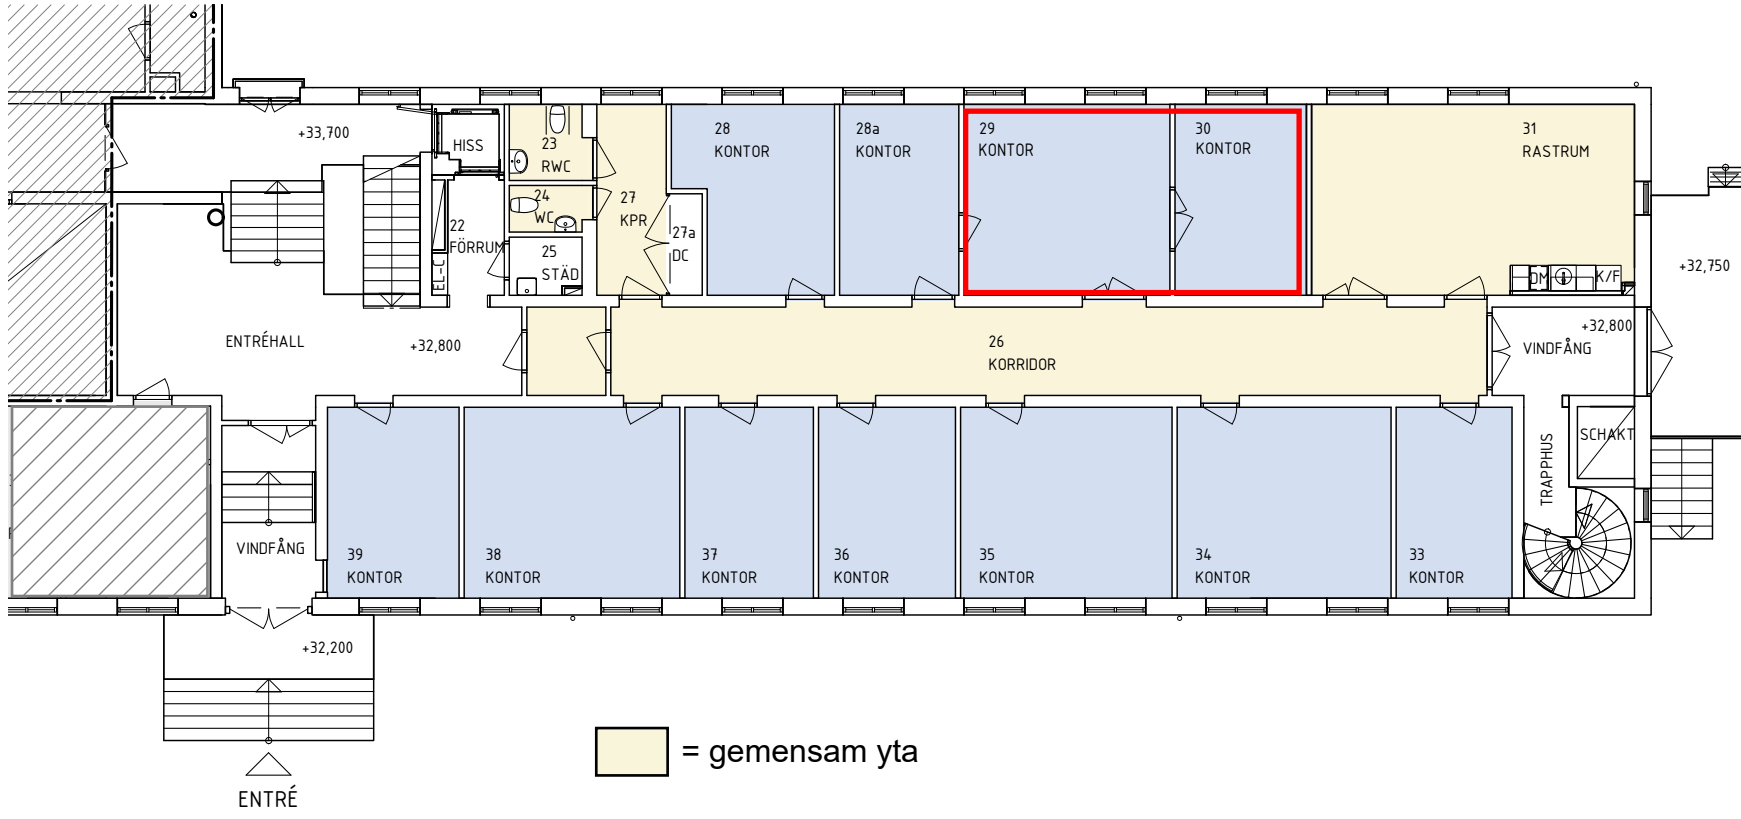 +33,700
HISS
23
RWC
24
WC
25
STÄD
22
FÖRRUM
EL-C
27
KPR
27a
DC
28
KONTOR
28a
KONTOR
29
KONTOR
30
KONTOR
31
RASTRUM
DM
K/F
+32,750
ENTRÉHALL
+32,800
26
KORRIDOR
+32,800
VINDFÅNG
SCHAKT
TRAPPHUS
VINDFÅNG
39
KONTOR
38
KONTOR
37
KONTOR
36
KONTOR
35
KONTOR
34
KONTOR
33
KONTOR
+32,200
ENTRÉ
= gemensam yta